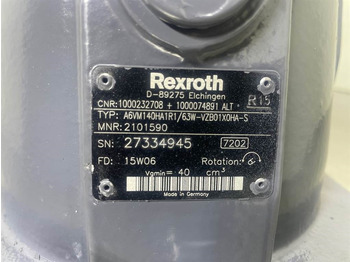 Rexroth
D-89275 Elchingen
CNR: 1000232708 + 1000074891 ALT * R15
TYP: A6VM140HA1R1/63W-VZB01X0HA-S
MNR: 2101590
SN: 27334945 7202
FD: 15W06 Rotation:
Vgmin= 40 cm³
Made in Germany